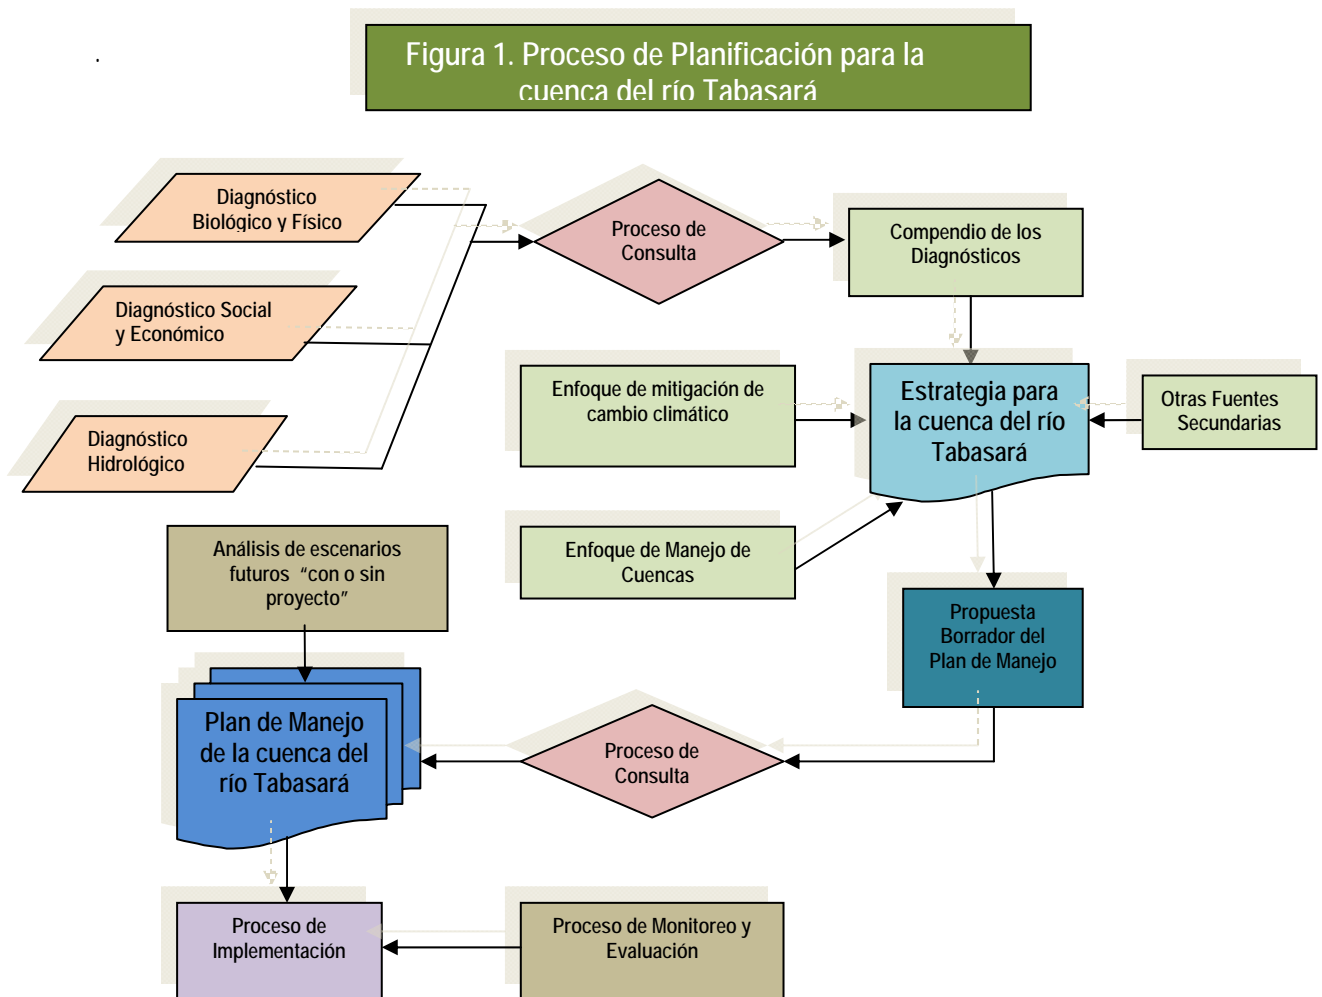 Figura 1. Proceso de Planificación para la
cuenca del río Tabasará
.
Diagnóstico
Biológico y Físico
Proceso de
Consulta
Compendio de los
Diagnósticos
Diagnóstico Social
y Económico
Enfoque de mitigación de
cambio climático
Estrategia para
la cuenca del río
Tabasará
Otras Fuentes
Secundarias
Diagnóstico
Hidrológico
Análisis de escenarios
futuros "con o sin
proyecto"
Enfoque de Manejo de
Cuencas
Propuesta
Borrador del
Plan de Manejo
Plan de Manejo
de la cuenca del
río Tabasará
Proceso de
Consulta
Proceso de
Implementación
Proceso de Monitoreo y
Evaluación